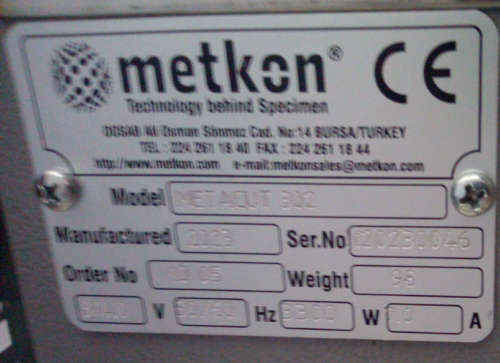 metkon®
CE
Technology behind Specimen
DOSAB Ali Osman Sönmez Cad. No:14 BURSA/TURKEY
TEL : 224 261 18 40 FAX : 224 261 18 44
http://www.metkon.com e-mail:metkonsales@metkon.com
Model METACUT 302
Manufactured Ser.No
Order No Weight
V 50/60 Hz W A